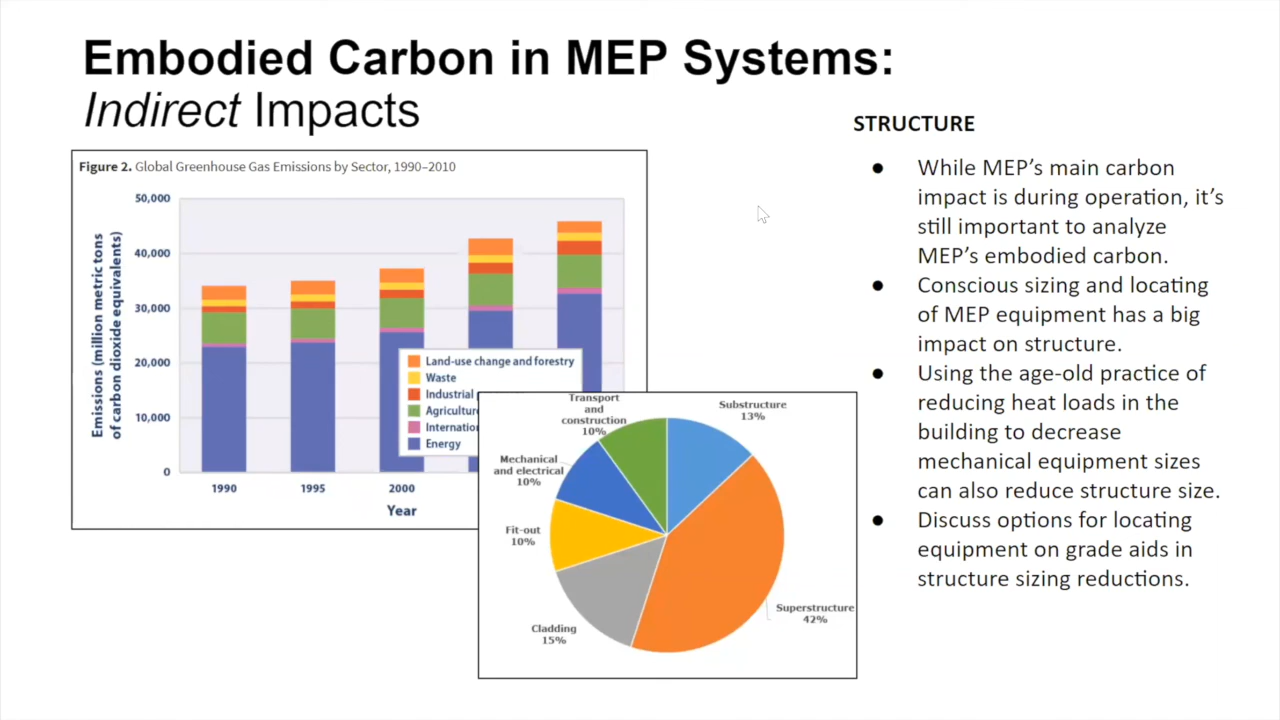 Embodied Carbon in MEP Systems:
Indirect Impacts
Figure 2. Global Greenhouse Gas Emissions by Sector, 1990–2010
Emissions (million metric tons
of carbon dioxide equivalents)
50,000
40,000
30,000
20,000
10,000
0
1990
1995
2000
Year
Land-use change and forestry
Waste
Industrial
Agriculture
Energy
Transport
and
construction
10%
Substructure
13%
Mechanical
and electrical
10%
Fit-out
10%
Cladding
15%
Superstructure
42%
STRUCTURE
● While MEP’s main carbon
impact is during operation, it’s
still important to analyze
MEP’s embodied carbon.
● Conscious sizing and locating
of MEP equipment has a big
impact on structure.
● Using the age-old practice of
reducing heat loads in the
building to decrease
mechanical equipment sizes
can also reduce structure size.
● Discuss options for locating
equipment on grade aids in
structure sizing reductions.